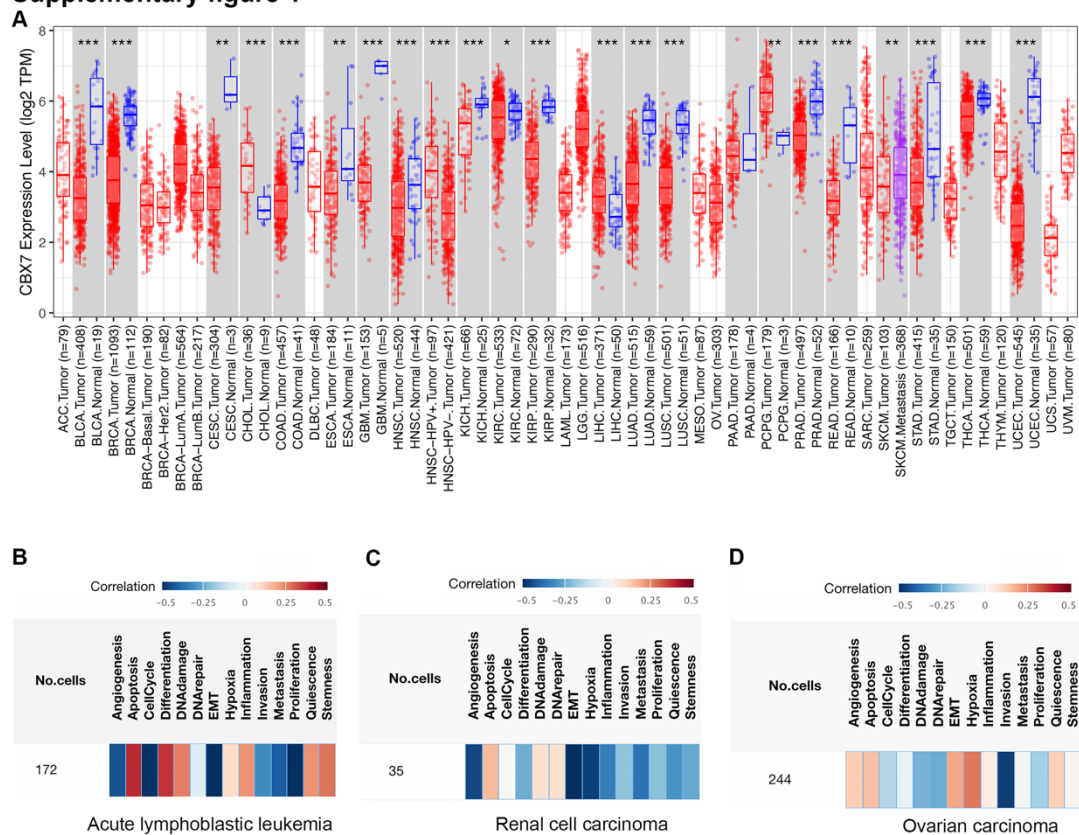 A
*** *** ** *** *** ** *** *** *** *** * *** *** *** *** ** *** *** ** *** *** ***
CBX7 Expression Level (log2 TPM)
8
6
4
2
0
ACC.Tumor (n=79)
BLCA.Tumor (n=408)
BLCA.Normal (n=19)
BRCA.Tumor (n=1093)
BRCA.Normal (n=112)
BRCA-Basal.Tumor (n=190)
BRCA-Her2.Tumor (n=82)
BRCA-LumA.Tumor (n=564)
BRCA-LumB.Tumor (n=217)
CESC.Tumor (n=304)
CESC.Normal (n=3)
CHOL.Tumor (n=36)
CHOL.Normal (n=9)
COAD.Tumor (n=457)
COAD.Normal (n=41)
DLBC.Tumor (n=48)
ESCA.Tumor (n=184)
ESCA.Normal (n=11)
GBM.Tumor (n=153)
GBM.Normal (n=5)
HNSC.Tumor (n=520)
HNSC.Normal (n=44)
HNSC-HPV+.Tumor (n=97)
HNSC-HPV-.Tumor (n=421)
KICH.Tumor (n=66)
KICH.Normal (n=25)
KIRC.Tumor (n=533)
KIRC.Normal (n=72)
KIRP.Tumor (n=290)
KIRP.Normal (n=32)
LAML.Tumor (n=173)
LGG.Tumor (n=516)
LIHC.Tumor (n=371)
LIHC.Normal (n=50)
LUAD.Tumor (n=515)
LUAD.Normal (n=59)
LUSC.Tumor (n=501)
LUSC.Normal (n=51)
MESO.Tumor (n=87)
OV.Tumor (n=303)
PAAD.Tumor (n=178)
PAAD.Normal (n=4)
PCPG.Tumor (n=179)
PCPG.Normal (n=3)
PRAD.Tumor (n=497)
PRAD.Normal (n=52)
READ.Tumor (n=166)
READ.Normal (n=10)
SARC.Tumor (n=259)
SKCM.Tumor (n=103)
SKCM.Metastasis (n=368)
STAD.Tumor (n=415)
STAD.Normal (n=35)
TGCT.Tumor (n=150)
THCA.Tumor (n=501)
THCA.Normal (n=59)
THYM.Tumor (n=120)
UCEC.Tumor (n=545)
UCEC.Normal (n=35)
UCS.Tumor (n=57)
UVM.Tumor (n=80)
B
Correlation
−0.5 −0.25 0 0.25 0.5
No.cells
Angiogenesis
Apoptosis
CellCycle
Differentiation
DNAdamage
DNArepair
EMT
Hypoxia
Inflammation
Invasion
Metastasis
Proliferation
Quiescence
Stemness
172
Acute lymphoblastic leukemia
C
Correlation
−0.5 −0.25 0 0.25 0.5
No.cells
Angiogenesis
Apoptosis
CellCycle
Differentiation
DNAdamage
DNArepair
EMT
Hypoxia
Inflammation
Invasion
Metastasis
Proliferation
Quiescence
Stemness
35
Renal cell carcinoma
D
Correlation
−0.5 −0.25 0 0.25 0.5
No.cells
Angiogenesis
Apoptosis
CellCycle
Differentiation
DNAdamage
DNArepair
EMT
Hypoxia
Inflammation
Invasion
Metastasis
Proliferation
Quiescence
Stemness
244
Ovarian carcinoma